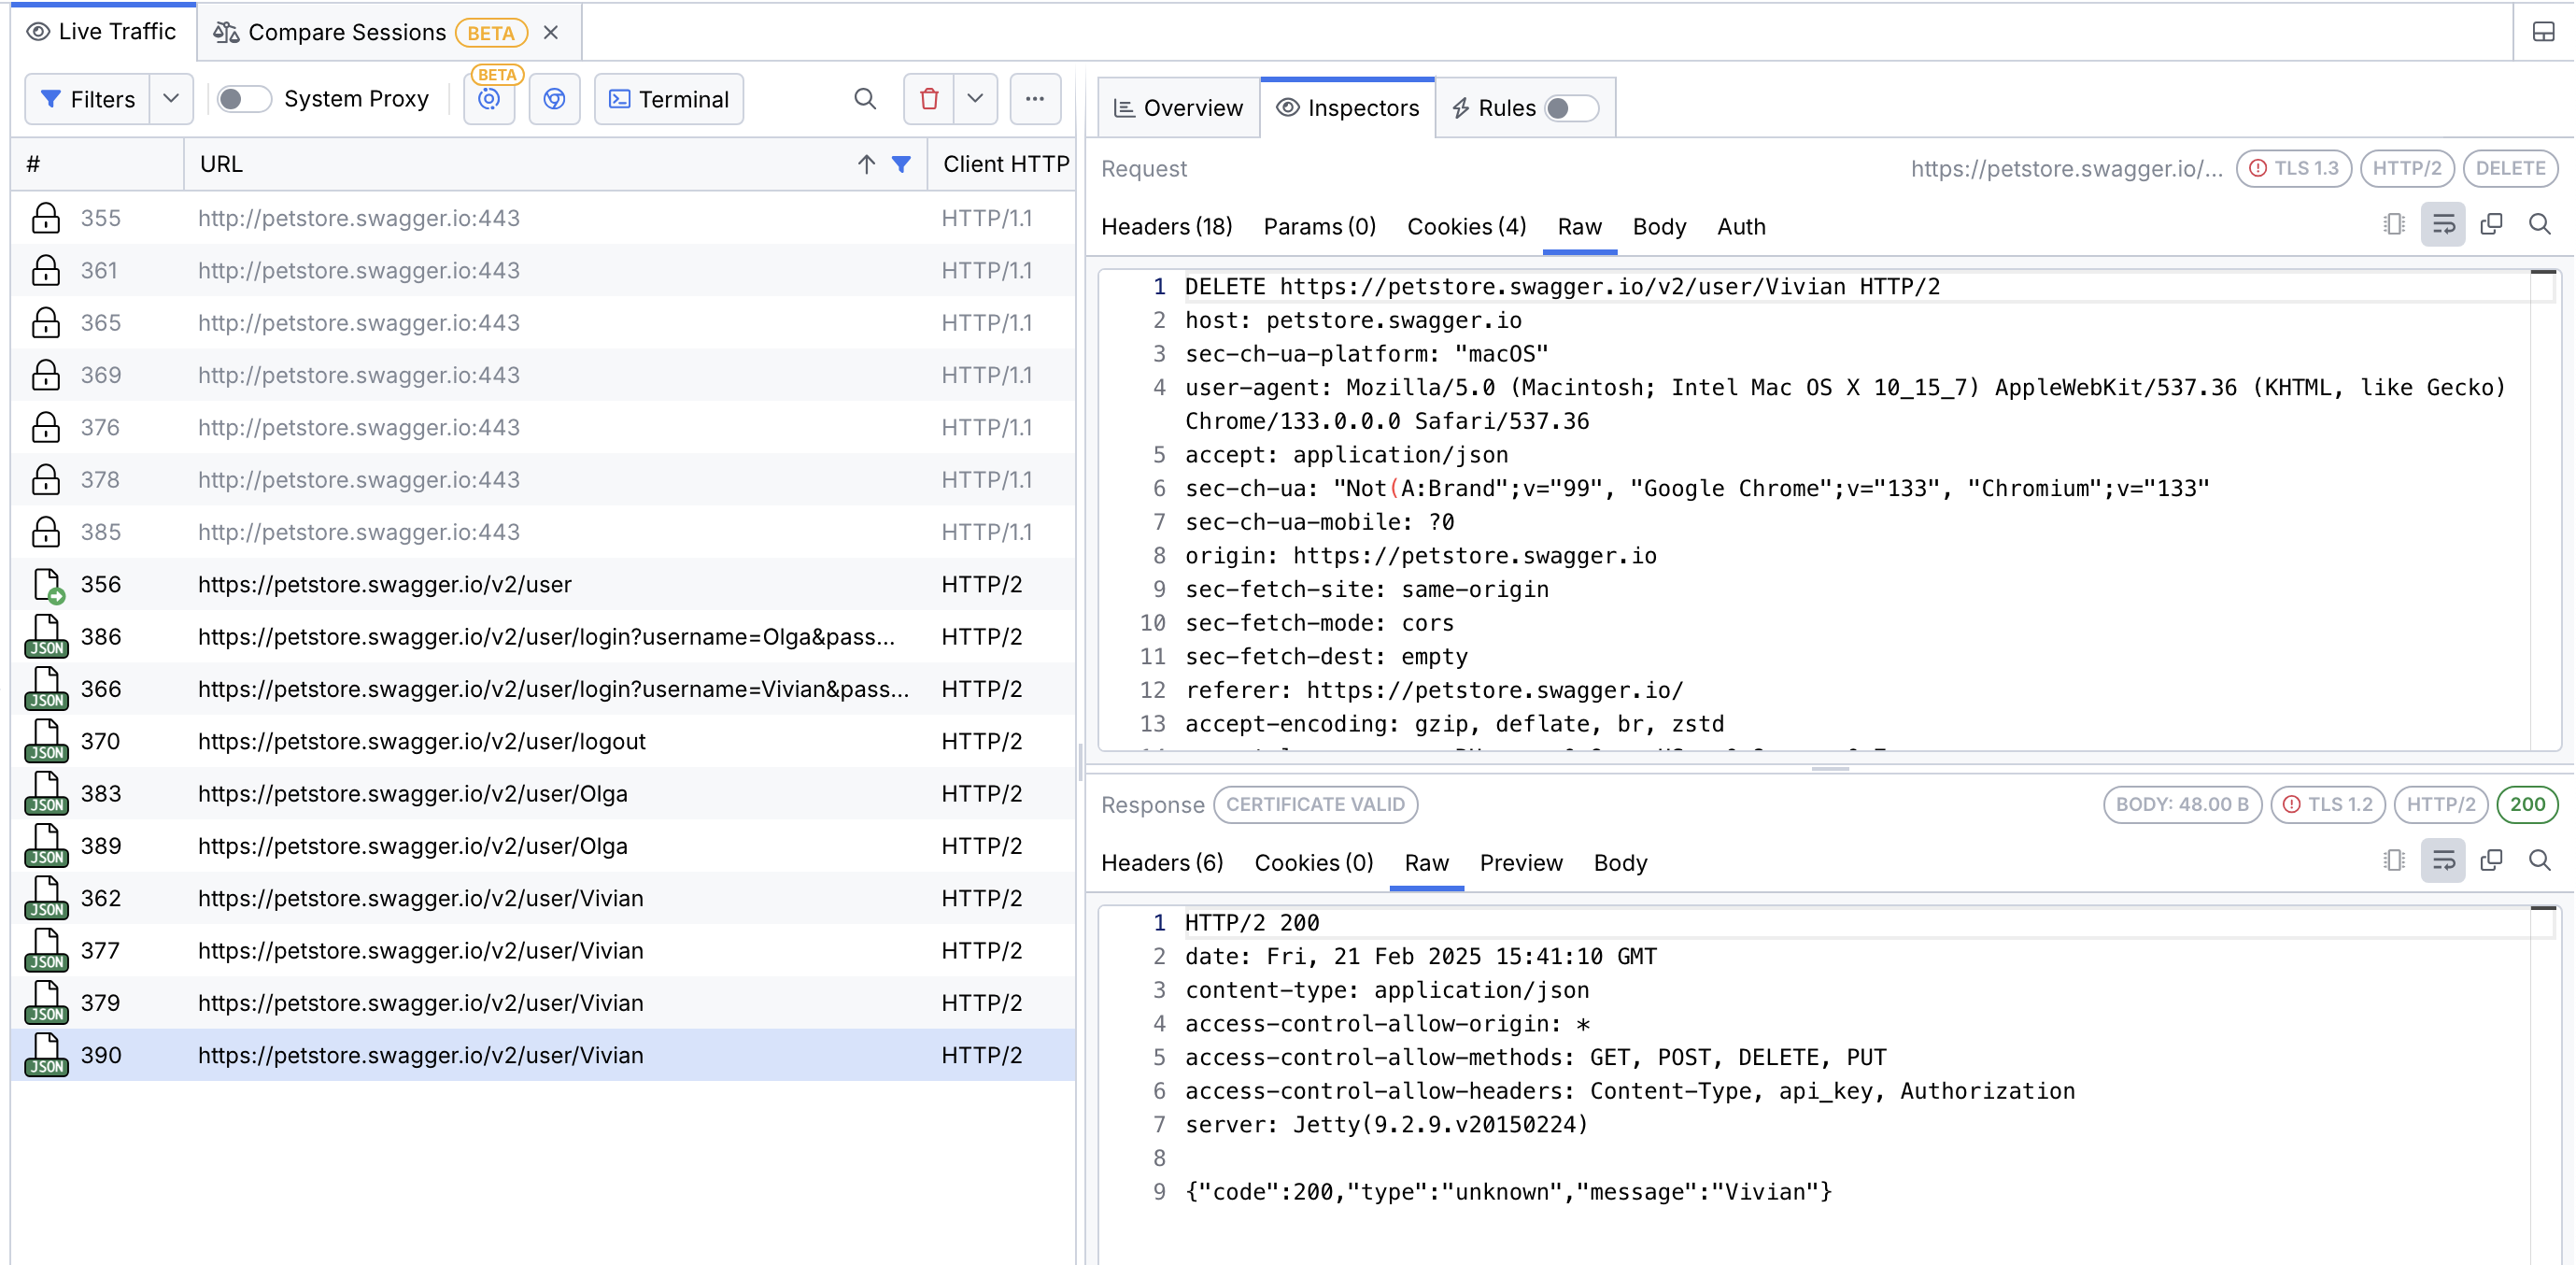 Live Traffic
Compare Sessions BETA
Filters
System Proxy
BETA
Terminal
# URL Client HTTP
355 http://petstore.swagger.io:443 HTTP/1.1
361 http://petstore.swagger.io:443 HTTP/1.1
365 http://petstore.swagger.io:443 HTTP/1.1
369 http://petstore.swagger.io:443 HTTP/1.1
376 http://petstore.swagger.io:443 HTTP/1.1
378 http://petstore.swagger.io:443 HTTP/1.1
385 http://petstore.swagger.io:443 HTTP/1.1
356 https://petstore.swagger.io/v2/user HTTP/2
JSON 386 https://petstore.swagger.io/v2/user/login?username=Olga&pass... HTTP/2
JSON 366 https://petstore.swagger.io/v2/user/login?username=Vivian&pass... HTTP/2
JSON 370 https://petstore.swagger.io/v2/user/logout HTTP/2
JSON 383 https://petstore.swagger.io/v2/user/Olga HTTP/2
JSON 389 https://petstore.swagger.io/v2/user/Olga HTTP/2
JSON 362 https://petstore.swagger.io/v2/user/Vivian HTTP/2
JSON 377 https://petstore.swagger.io/v2/user/Vivian HTTP/2
JSON 379 https://petstore.swagger.io/v2/user/Vivian HTTP/2
JSON 390 https://petstore.swagger.io/v2/user/Vivian HTTP/2
Overview Inspectors Rules
Request https://petstore.swagger.io/... TLS 1.3 HTTP/2 DELETE
Headers (18) Params (0) Cookies (4) Raw Body Auth
1 DELETE https://petstore.swagger.io/v2/user/Vivian HTTP/2
2 host: petstore.swagger.io
3 sec-ch-ua-platform: "macOS"
4 user-agent: Mozilla/5.0 (Macintosh; Intel Mac OS X 10_15_7) AppleWebKit/537.36 (KHTML, like Gecko)
Chrome/133.0.0.0 Safari/537.36
5 accept: application/json
6 sec-ch-ua: "Not(A:Brand";v="99", "Google Chrome";v="133", "Chromium";v="133"
7 sec-ch-ua-mobile: ?0
8 origin: https://petstore.swagger.io
9 sec-fetch-site: same-origin
10 sec-fetch-mode: cors
11 sec-fetch-dest: empty
12 referer: https://petstore.swagger.io/
13 accept-encoding: gzip, deflate, br, zstd
Response CERTIFICATE VALID BODY: 48.00 B TLS 1.2 HTTP/2 200
Headers (6) Cookies (0) Raw Preview Body
1 HTTP/2 200
2 date: Fri, 21 Feb 2025 15:41:10 GMT
3 content-type: application/json
4 access-control-allow-origin: *
5 access-control-allow-methods: GET, POST, DELETE, PUT
6 access-control-allow-headers: Content-Type, api_key, Authorization
7 server: Jetty(9.2.9.v20150224)
8
9 {"code":200,"type":"unknown","message":"Vivian"}